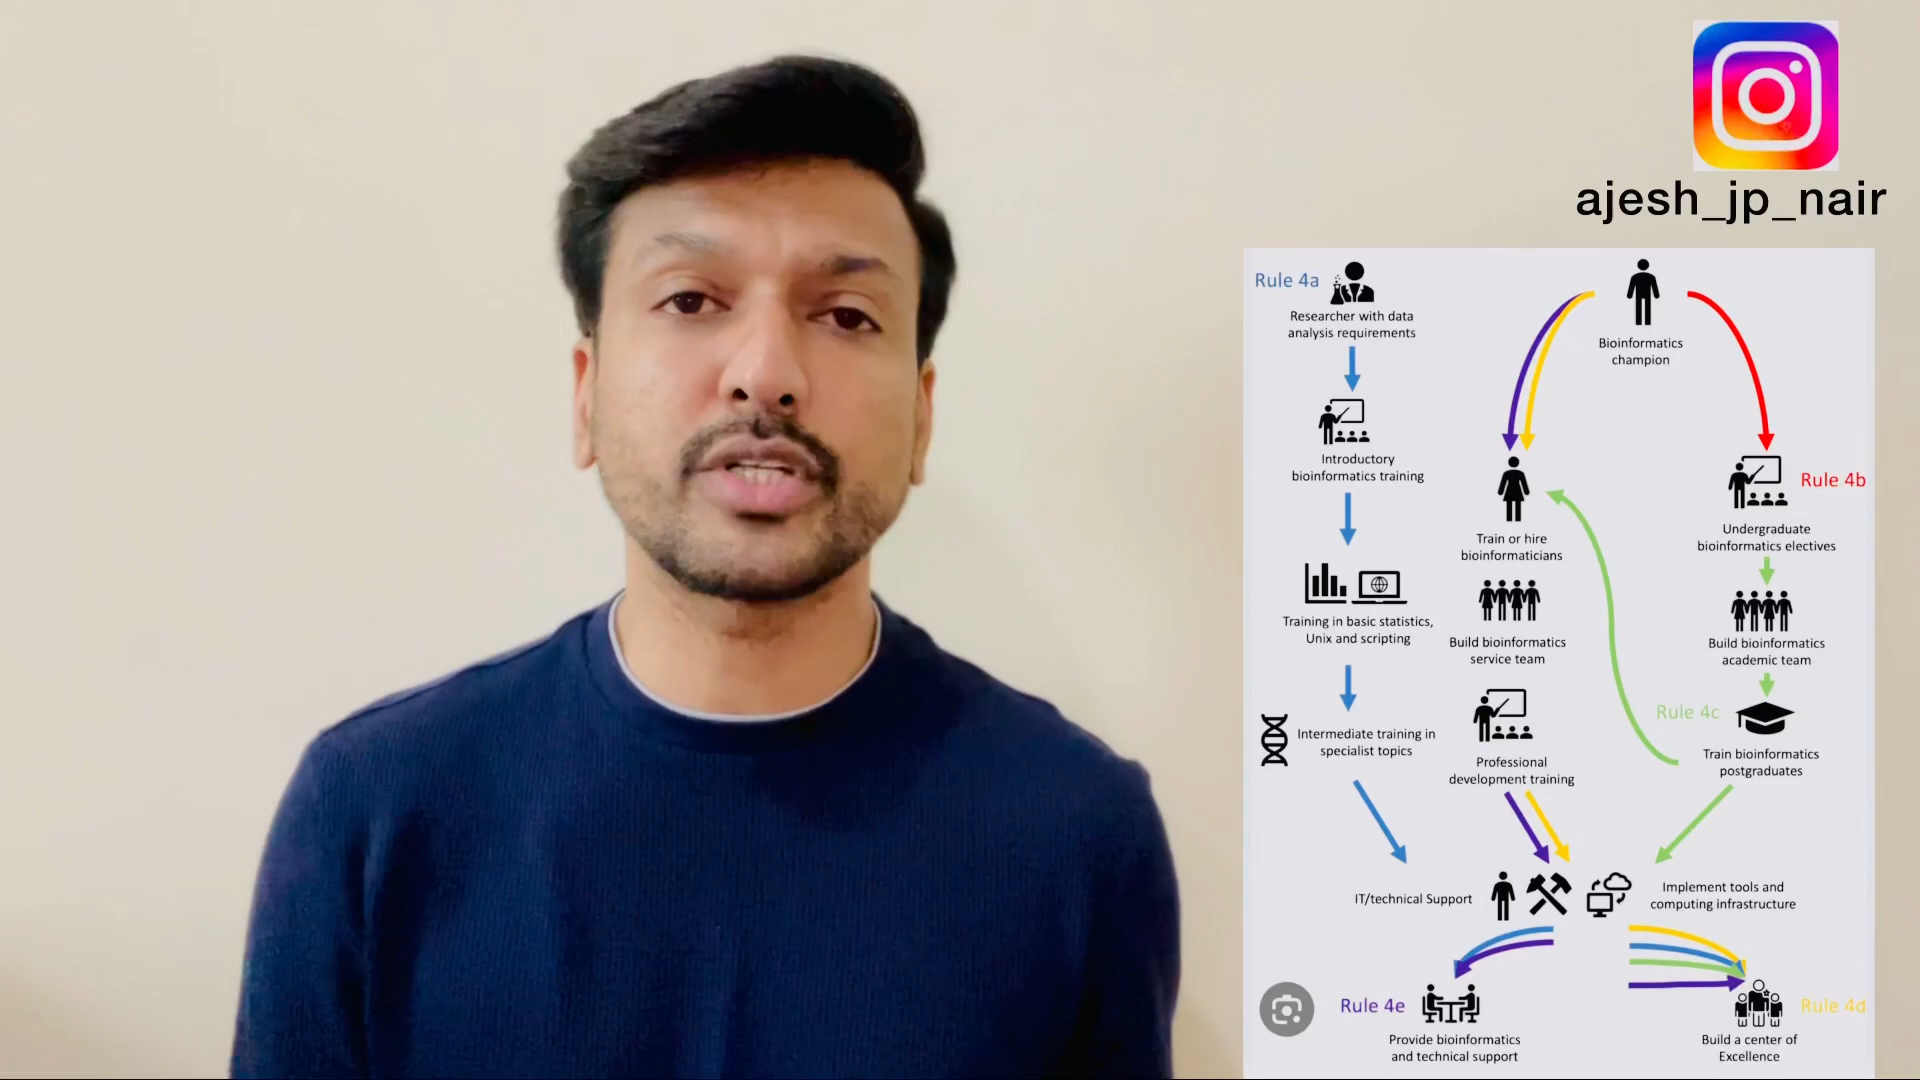 ajesh_jp_nair
Rule 4a
Researcher with data
analysis requirements
Introductory
bioinformatics training
Training in basic statistics,
Unix and scripting
Intermediate training in
specialist topics
Bioinformatics
champion
Train or hire
bioinformaticians
Build bioinformatics
service team
Professional
development training
Rule 4b
Undergraduate
bioinformatics electives
Build bioinformatics
academic team
Rule 4c
Train bioinformatics
postgraduates
IT/technical Support
Implement tools and
computing infrastructure
Rule 4e
Provide bioinformatics
and technical support
Rule 4d
Build a center of
Excellence